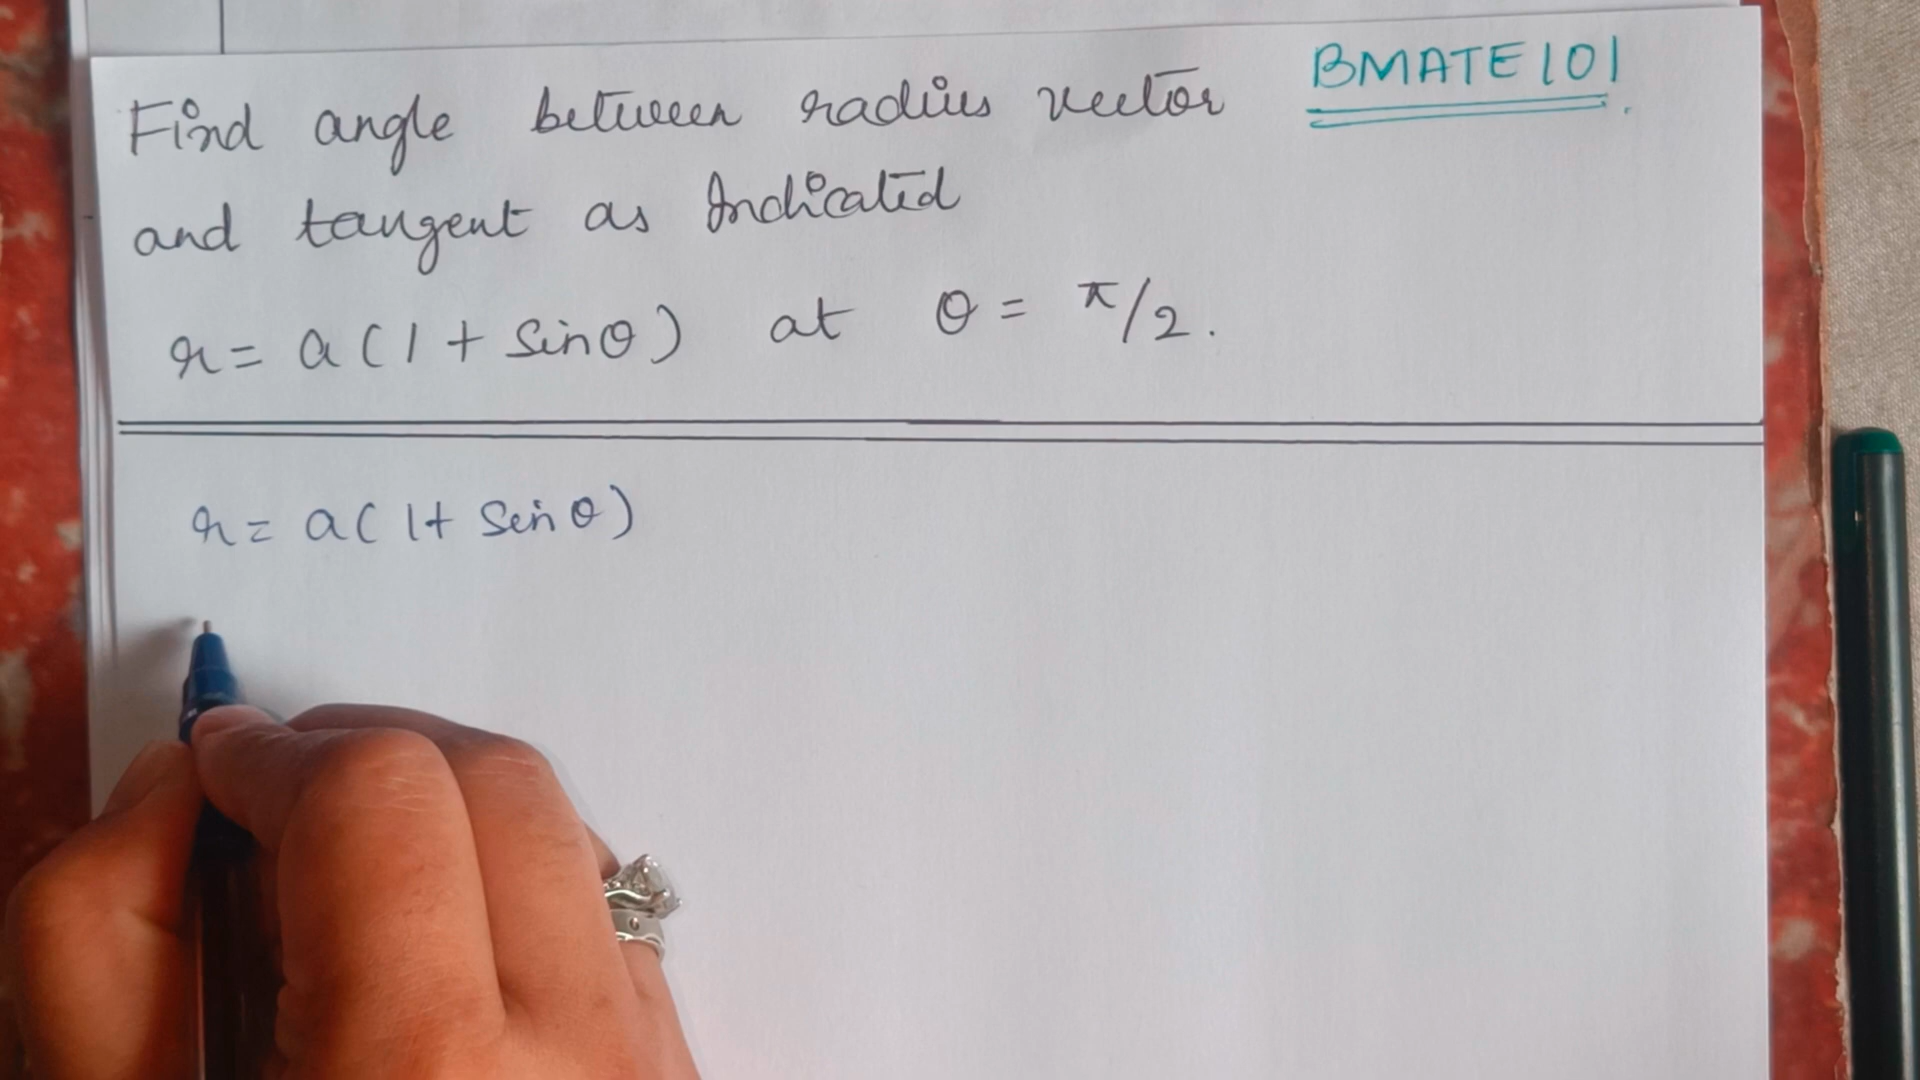 Find angle between radius vector
BMATE101
and tangent as Indicated
r = a(1 + Sinθ) at θ = π/2.
r = a(1+ Sinθ)